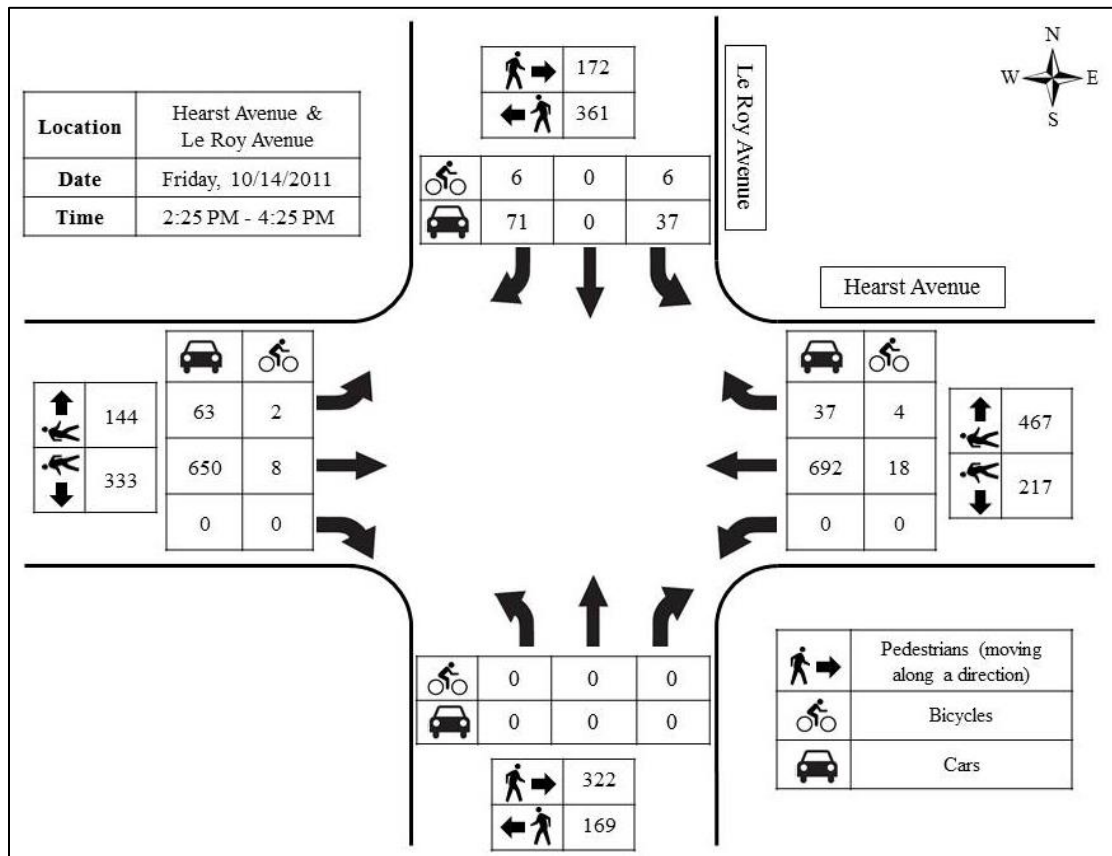 N
W E
S
Le Roy Avenue
Hearst Avenue
Location Hearst Avenue &
Le Roy Avenue
Date Friday, 10/14/2011
Time 2:25 PM - 4:25 PM
172
361
6 0 6
71 0 37
144
333
63 2
650 8
0 0
37 4
692 18
0 0
467
217
0 0 0
0 0 0
322
169
Pedestrians (moving
along a direction)
Bicycles
Cars